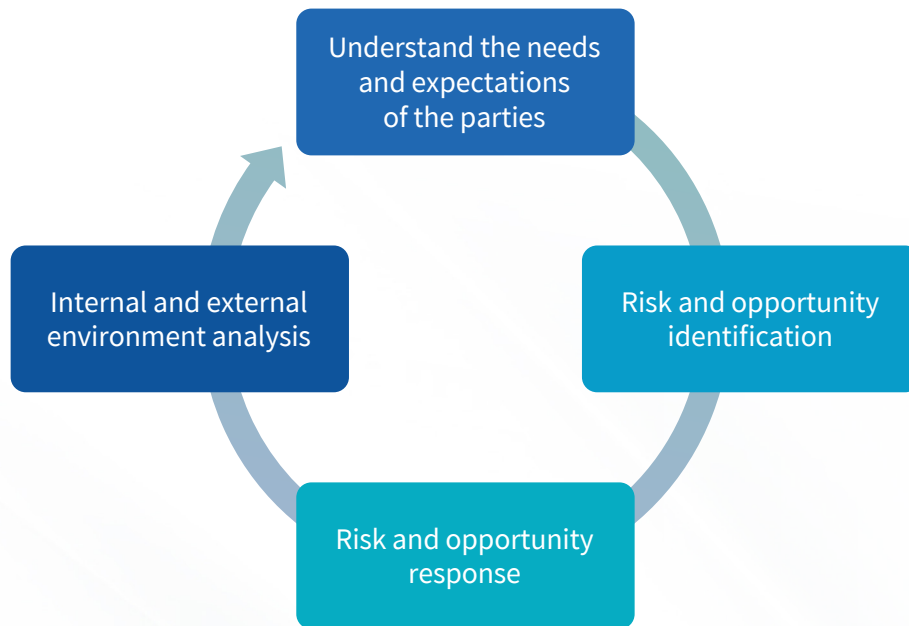 Understand the needs
and expectations
of the parties
Internal and external
environment analysis
Risk and opportunity
identification
Risk and opportunity
response